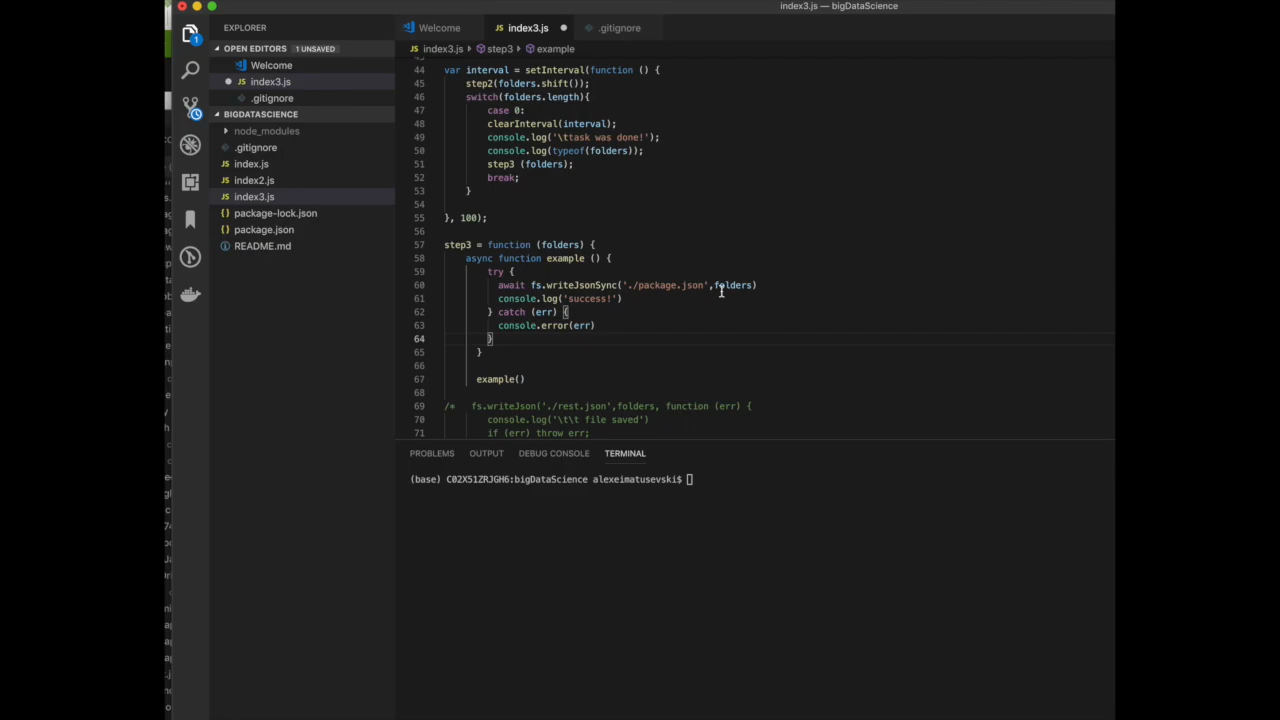 index3.js — bigDataScience
EXPLORER
Welcome
index3.js
.gitignore
OPEN EDITORS 1 UNSAVED
Welcome
JS index3.js
.gitignore
BIGDATASCIENCE
node_modules
.gitignore
JS index.js
JS index2.js
JS index3.js
{} package-lock.json
{} package.json
README.md
1
JS index3.js step3 example
44 var interval = setInterval(function () {
45 step2(folders.shift());
46 switch(folders.length){
47 case 0:
48 clearInterval(interval);
49 console.log('\ttask was done!');
50 console.log(typeof(folders));
51 step3 (folders);
52 break;
53 }
54
55 }, 100);
56
57 step3 = function (folders) {
58 async function example () {
59 try {
60 await fs.writeJsonSync('./package.json',folders)
61 console.log('success!')
62 } catch (err) {
63 console.error(err)
64 }
65 }
66
67 example()
68
69 /* fs.writeJson('./rest.json',folders, function (err) {
70 console.log('\t\t file saved')
71 if (err) throw err;
PROBLEMS OUTPUT DEBUG CONSOLE TERMINAL
(base) C02X51ZRJGH6:bigDataScience alexeimatusevski$